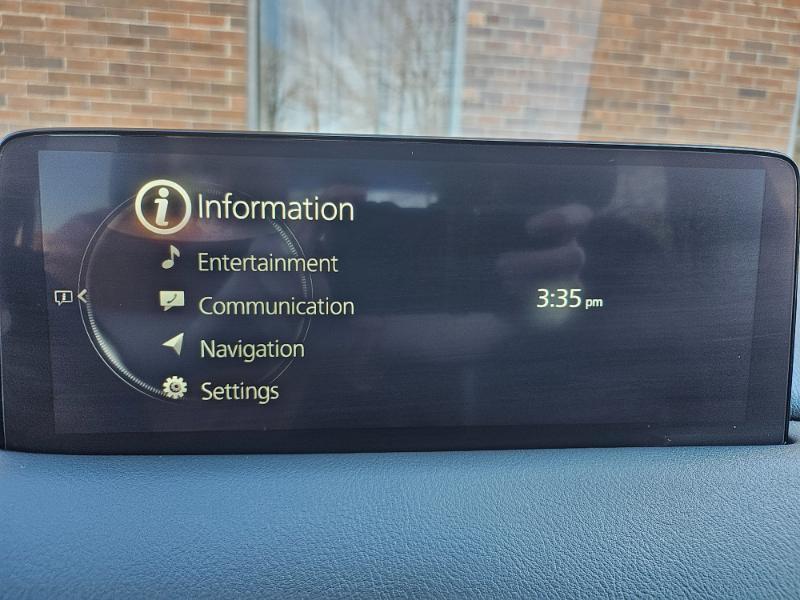 Information
Entertainment
Communication
3:35 pm
Navigation
Settings